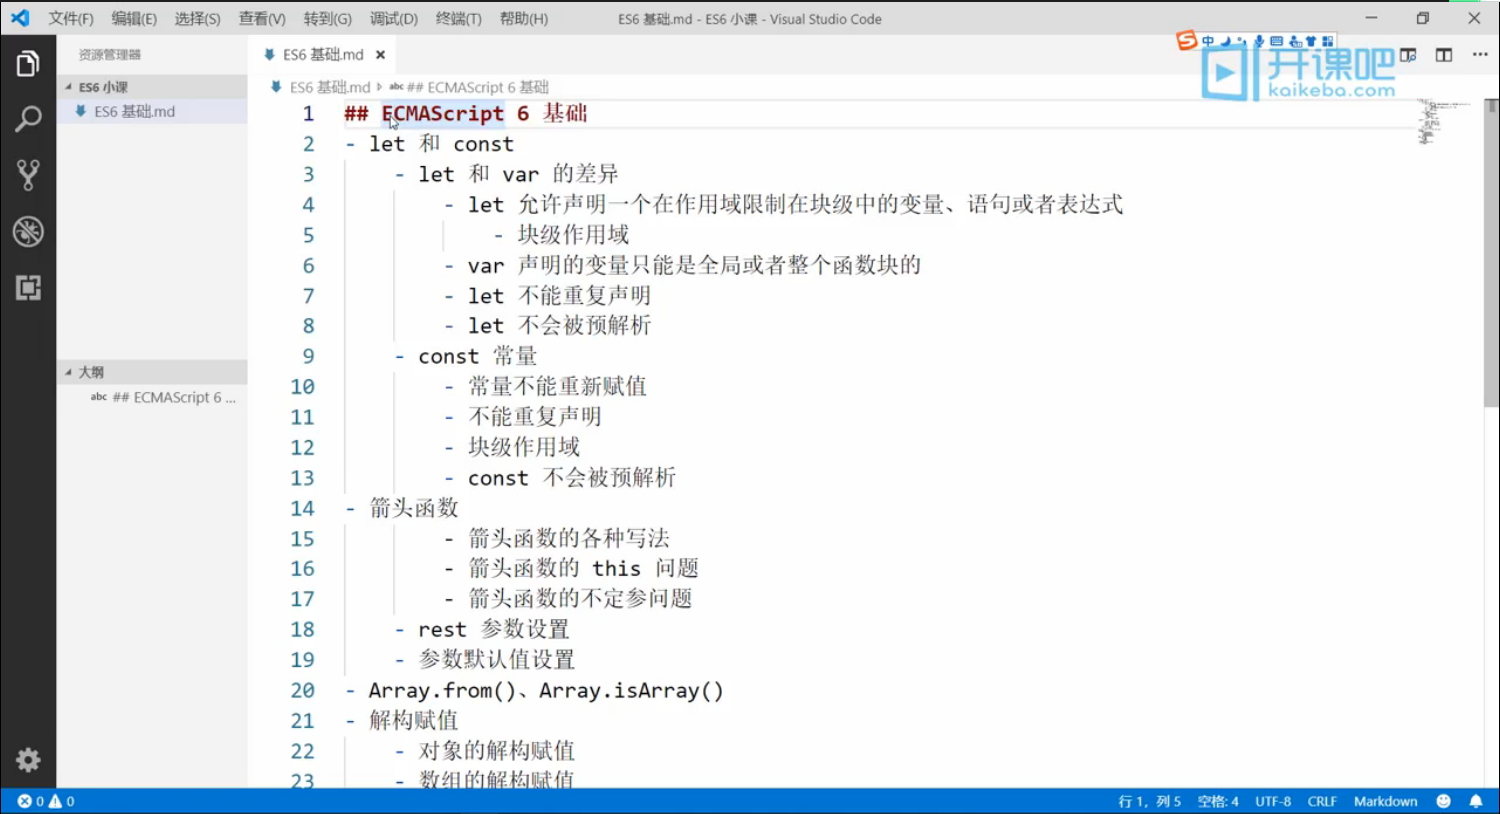 文件(F) 编辑(E) 选择(S) 查看(V) 转到(G) 调试(D) 终端(T) 帮助(H) ES6 基础.md - ES6 小课 - Visual Studio Code
资源管理器
ES6 基础.md
中
开课吧
kaikeba.com
ES6 小课
ES6 基础.md
大纲
abc ## ECMAScript 6 ...
ES6 基础.md abc ## ECMAScript 6 基础
1 ## ECMAScript 6 基础
2 - let 和 const
3 - let 和 var 的差异
4 - let 允许声明一个在作用域限制在块级中的变量、语句或者表达式
5 - 块级作用域
6 - var 声明的变量只能是全局或者整个函数块的
7 - let 不能重复声明
8 - let 不会被预解析
9 - const 常量
10 - 常量不能重新赋值
11 - 不能重复声明
12 - 块级作用域
13 - const 不会被预解析
14 - 箭头函数
15 - 箭头函数的各种写法
16 - 箭头函数的 this 问题
17 - 箭头函数的不定参问题
18 - rest 参数设置
19 - 参数默认值设置
20 - Array.from()、Array.isArray()
21 - 解构赋值
22 - 对象的解构赋值
23 - 数组的解构赋值
0 0 行 1，列 5 空格: 4 UTF-8 CRLF Markdown